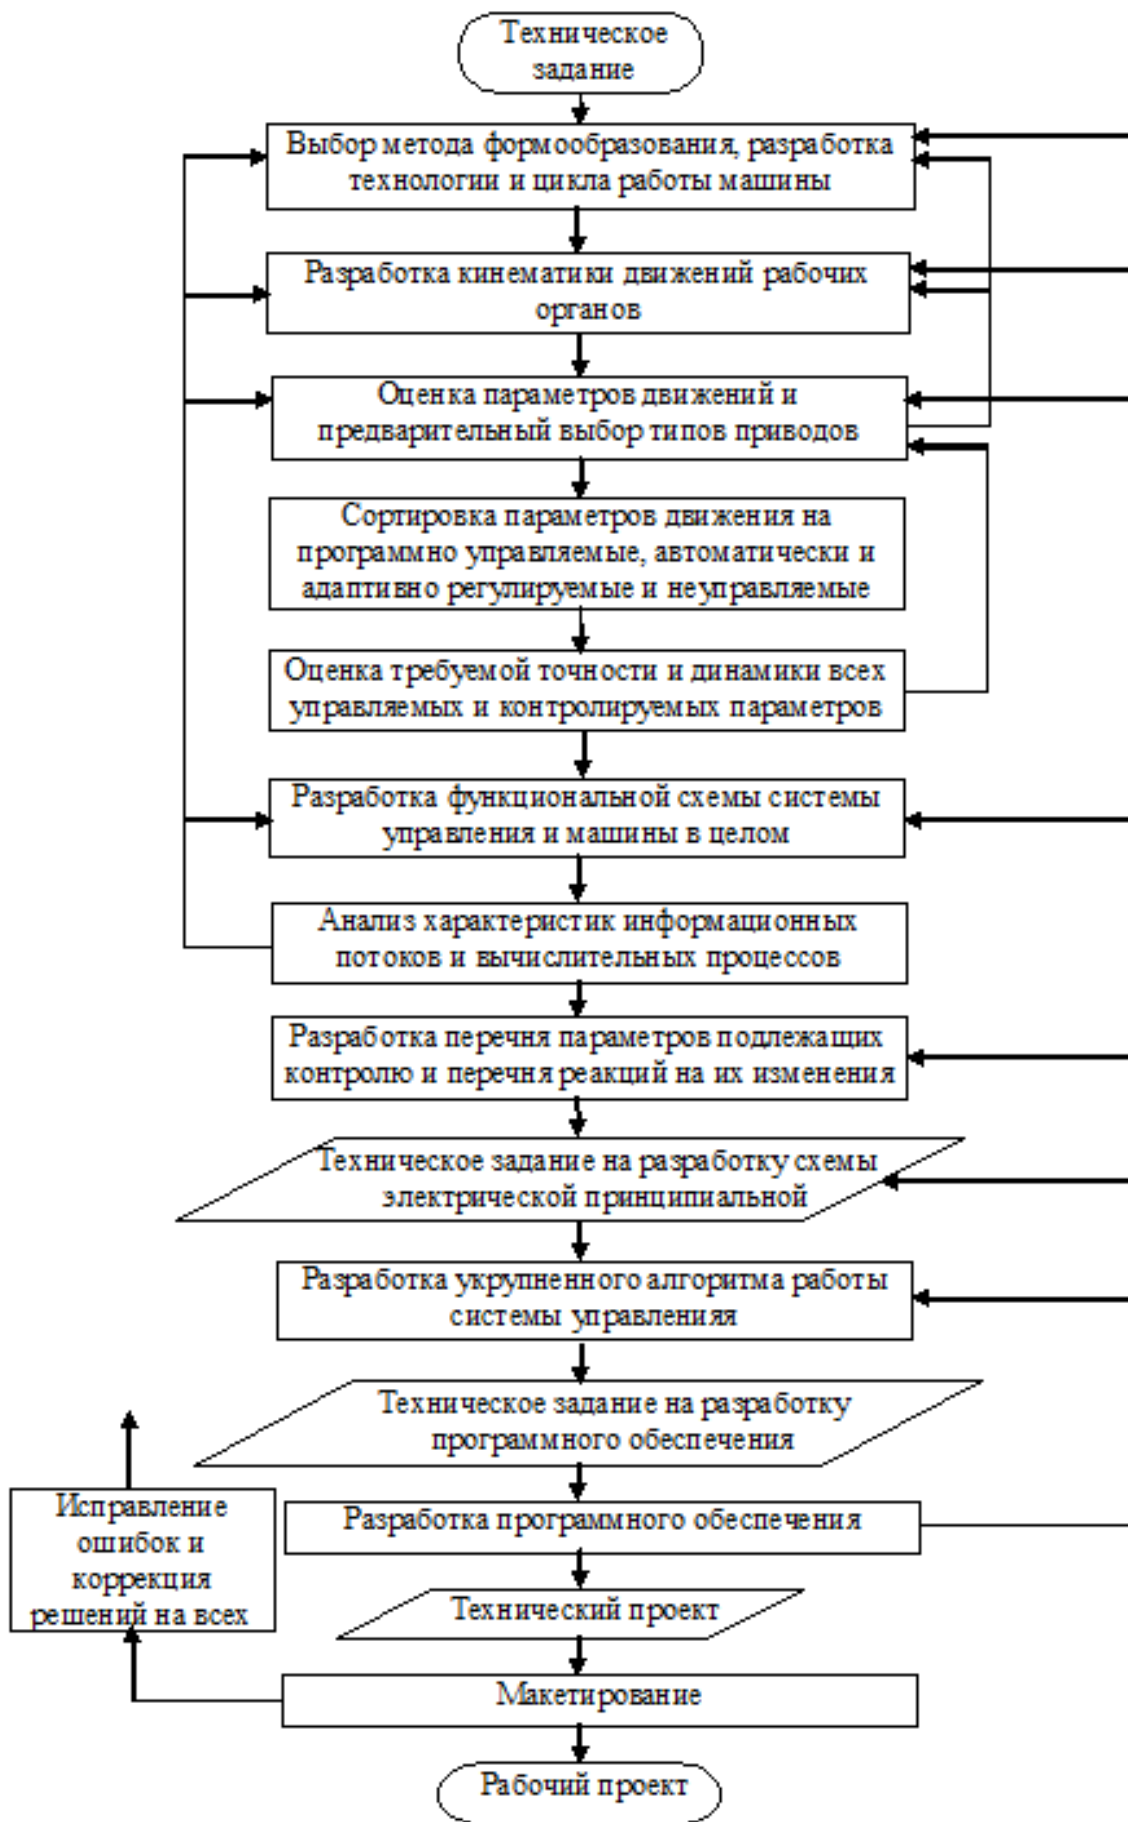 Техническое
задание
Выбор метода формообразования, разработка
технологии и цикла работы машины
Разработка кинематики движений рабочих
органов
Оценка параметров движений и
предварительный выбор типов приводов
Сортировка параметров движения на
программно управляемые, автоматически и
адаптивно регулируемые и неуправляемые
Оценка требуемой точности и динамики всех
управляемых и контролируемых параметров
Разработка функциональной схемы системы
управления и машины в целом
Анализ характеристик информационных
потоков и вычислительных процессов
Разработка перечня параметров подлежащих
контролю и перечня реакций на их изменения
Техническое задание на разработку схемы
электрической принципиальной
Разработка укрупненного алгоритма работы
системы управленияя
Техническое задание на разработку
программного обеспечения
Исправление
ошибок и
коррекция
решений на всех
Разработка программного обеспечения
Технический проект
Макетирование
Рабочий проект